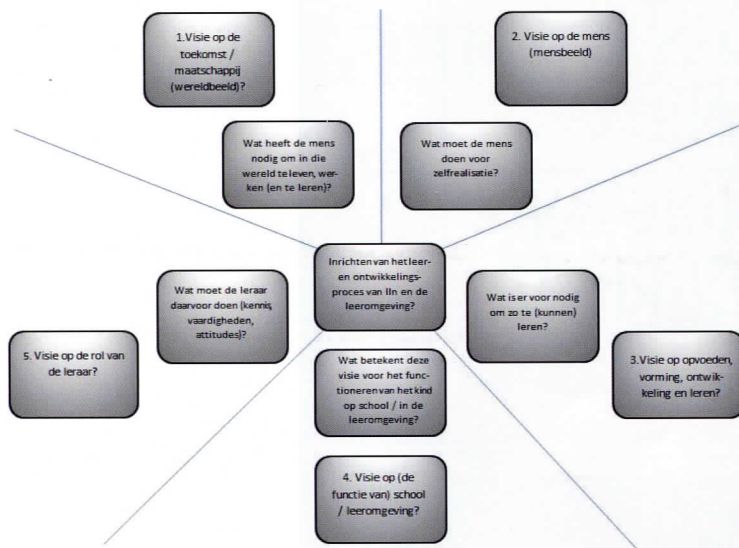 1.Visie op de
toekomst /
maatschappij
(wereldbeeld)?
2. Visie op de mens
(mensbeeld)
Wat heeft de mens
nodig om in die
wereld te leven, wer-
ken (en te leren)?
Wat moet de mens
doen voor
zelfrealisatie?
Inrichten van het leer-
en ontwikkelings-
proces van lln en de
leeromgeving?
Wat moet de leraar
daarvoor doen (kennis,
vaardigheden,
attitudes)?
Wat is er voor nodig
om zo te (kunnen)
leren?
5. Visie op de rol van
de leraar?
3.Visie op opvoeden,
vorming, ontwik-
keling en leren?
Wat betekent deze
visie voor het func-
tioneren van het kind
op school / in de
leeromgeving?
4. Visie op (de
functie van) school
/ leeromgeving?